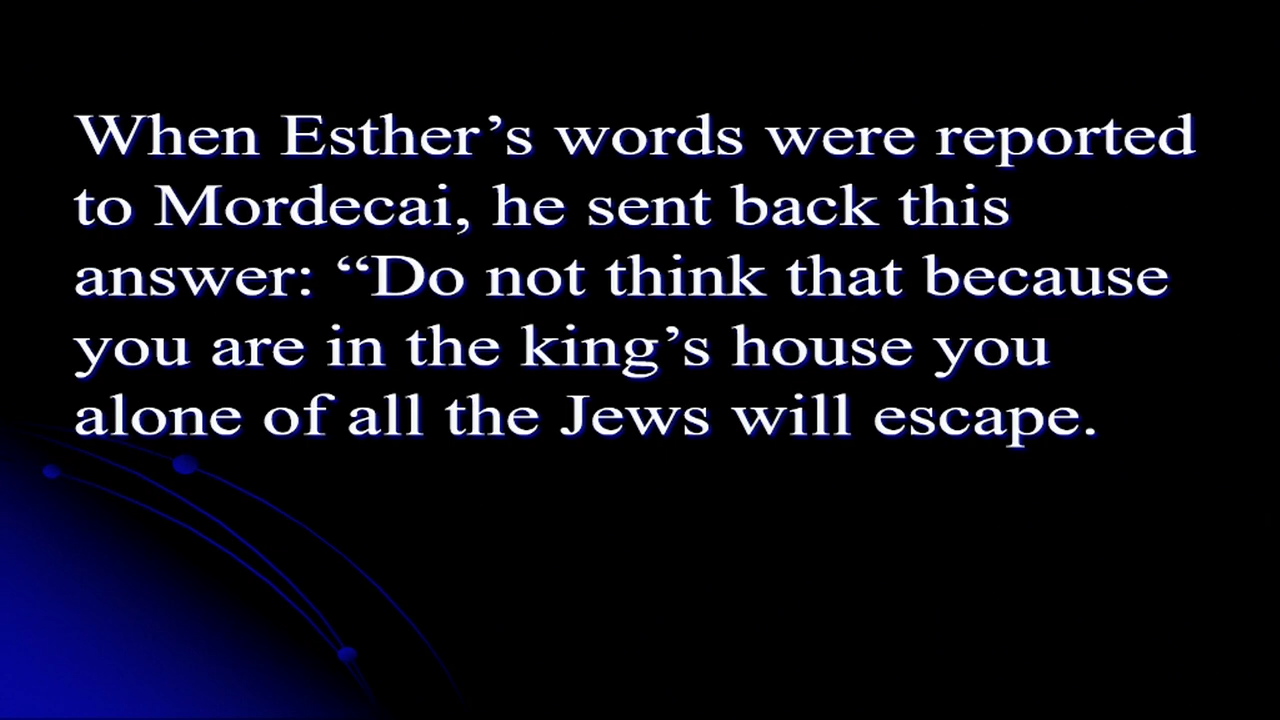 When Esther’s words were reported
to Mordecai, he sent back this
answer: “Do not think that because
you are in the king’s house you
alone of all the Jews will escape.